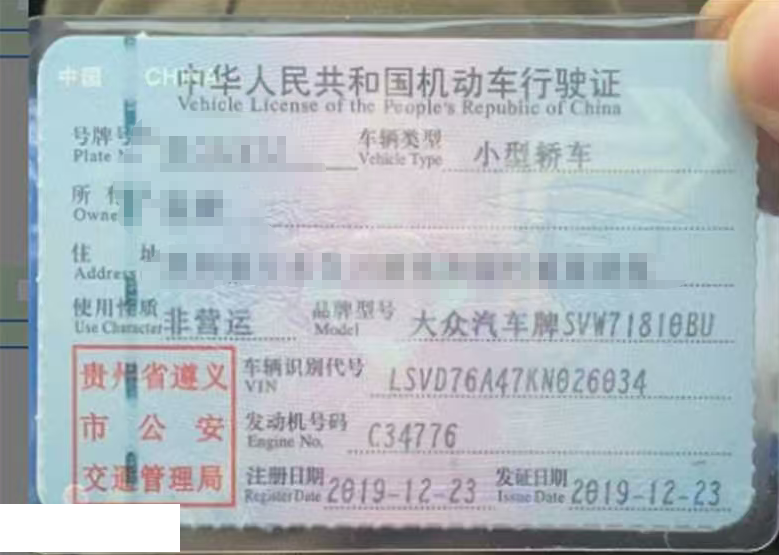 中国 CHINA
中华人民共和国机动车行驶证
Vehicle License of the People's Republic of China
号牌号
Plate
车辆类型
Vehicle Type
小型轿车
所
Owne
住 址
Address
使用性质
Use Character
非营运
品牌型号
Model
大众汽车牌SVW71810BU
贵州省遵义
市公安
交通管理局
车辆识别代号
VIN
LSVD76A47KN026034
发动机号码
Engine No.
C34776
注册日期
Register Date
2019-12-23
发证日期
Issue Date
2019-12-23